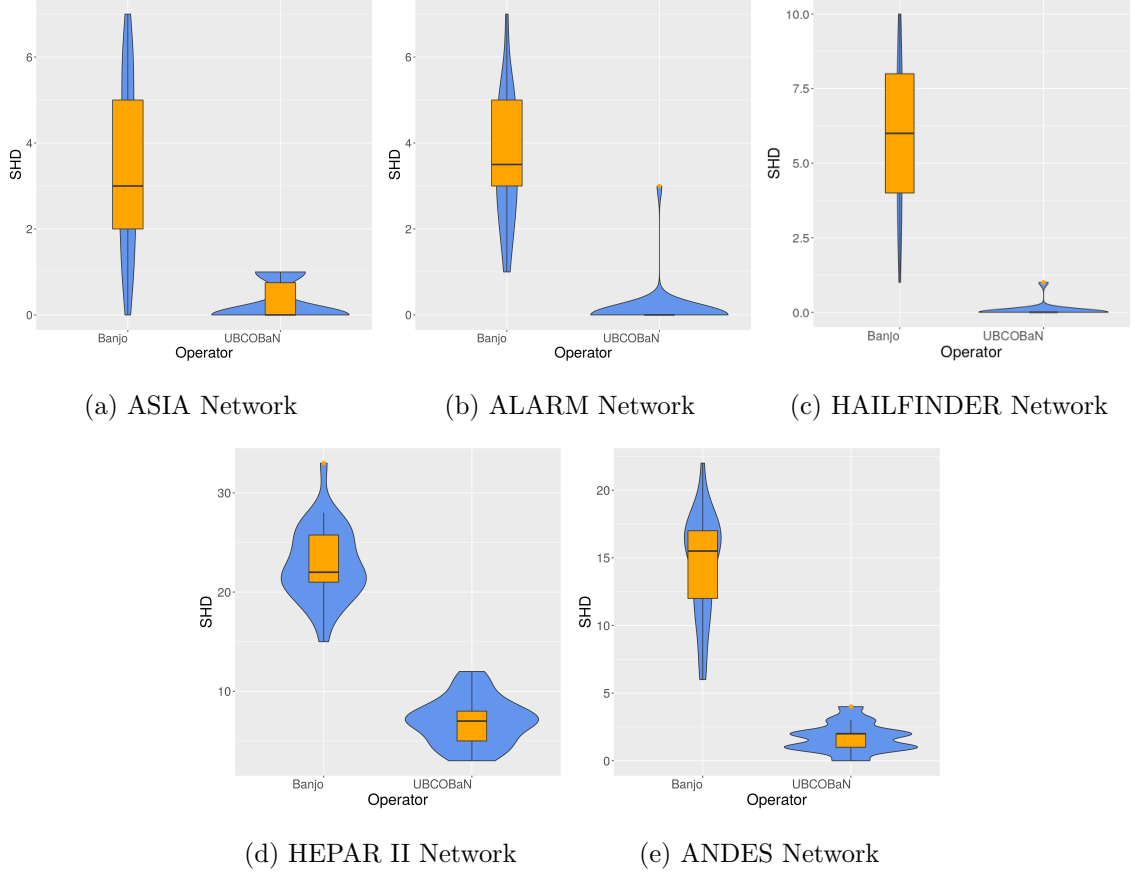 6
4
2
0
SHD
Banjo
UBCOBaN
Operator
(a) ASIA Network
6
4
2
0
SHD
Banjo
UBCOBaN
Operator
(b) ALARM Network
10.0
7.5
5.0
2.5
0.0
SHD
Banjo
UBCOBaN
Operator
(c) HAILFINDER Network
30
20
10
SHD
Banjo
UBCOBaN
Operator
(d) HEPAR II Network
20
15
10
5
0
SHD
Banjo
UBCOBaN
Operator
(e) ANDES Network